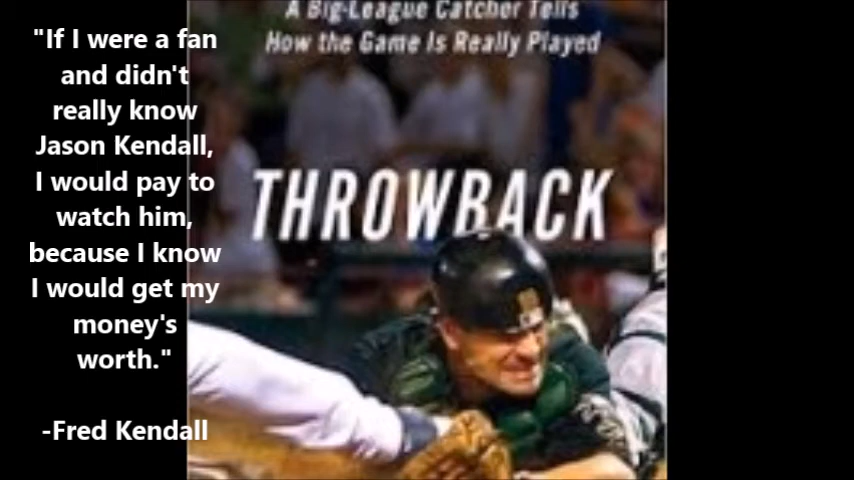 "If I were a fan
and didn't
really know
Jason Kendall,
I would pay to
watch him,
because I know
I would get my
money's
worth."
-Fred Kendall
A Big-League Catcher Tells
How the Game Is Really Played
THROWBACK